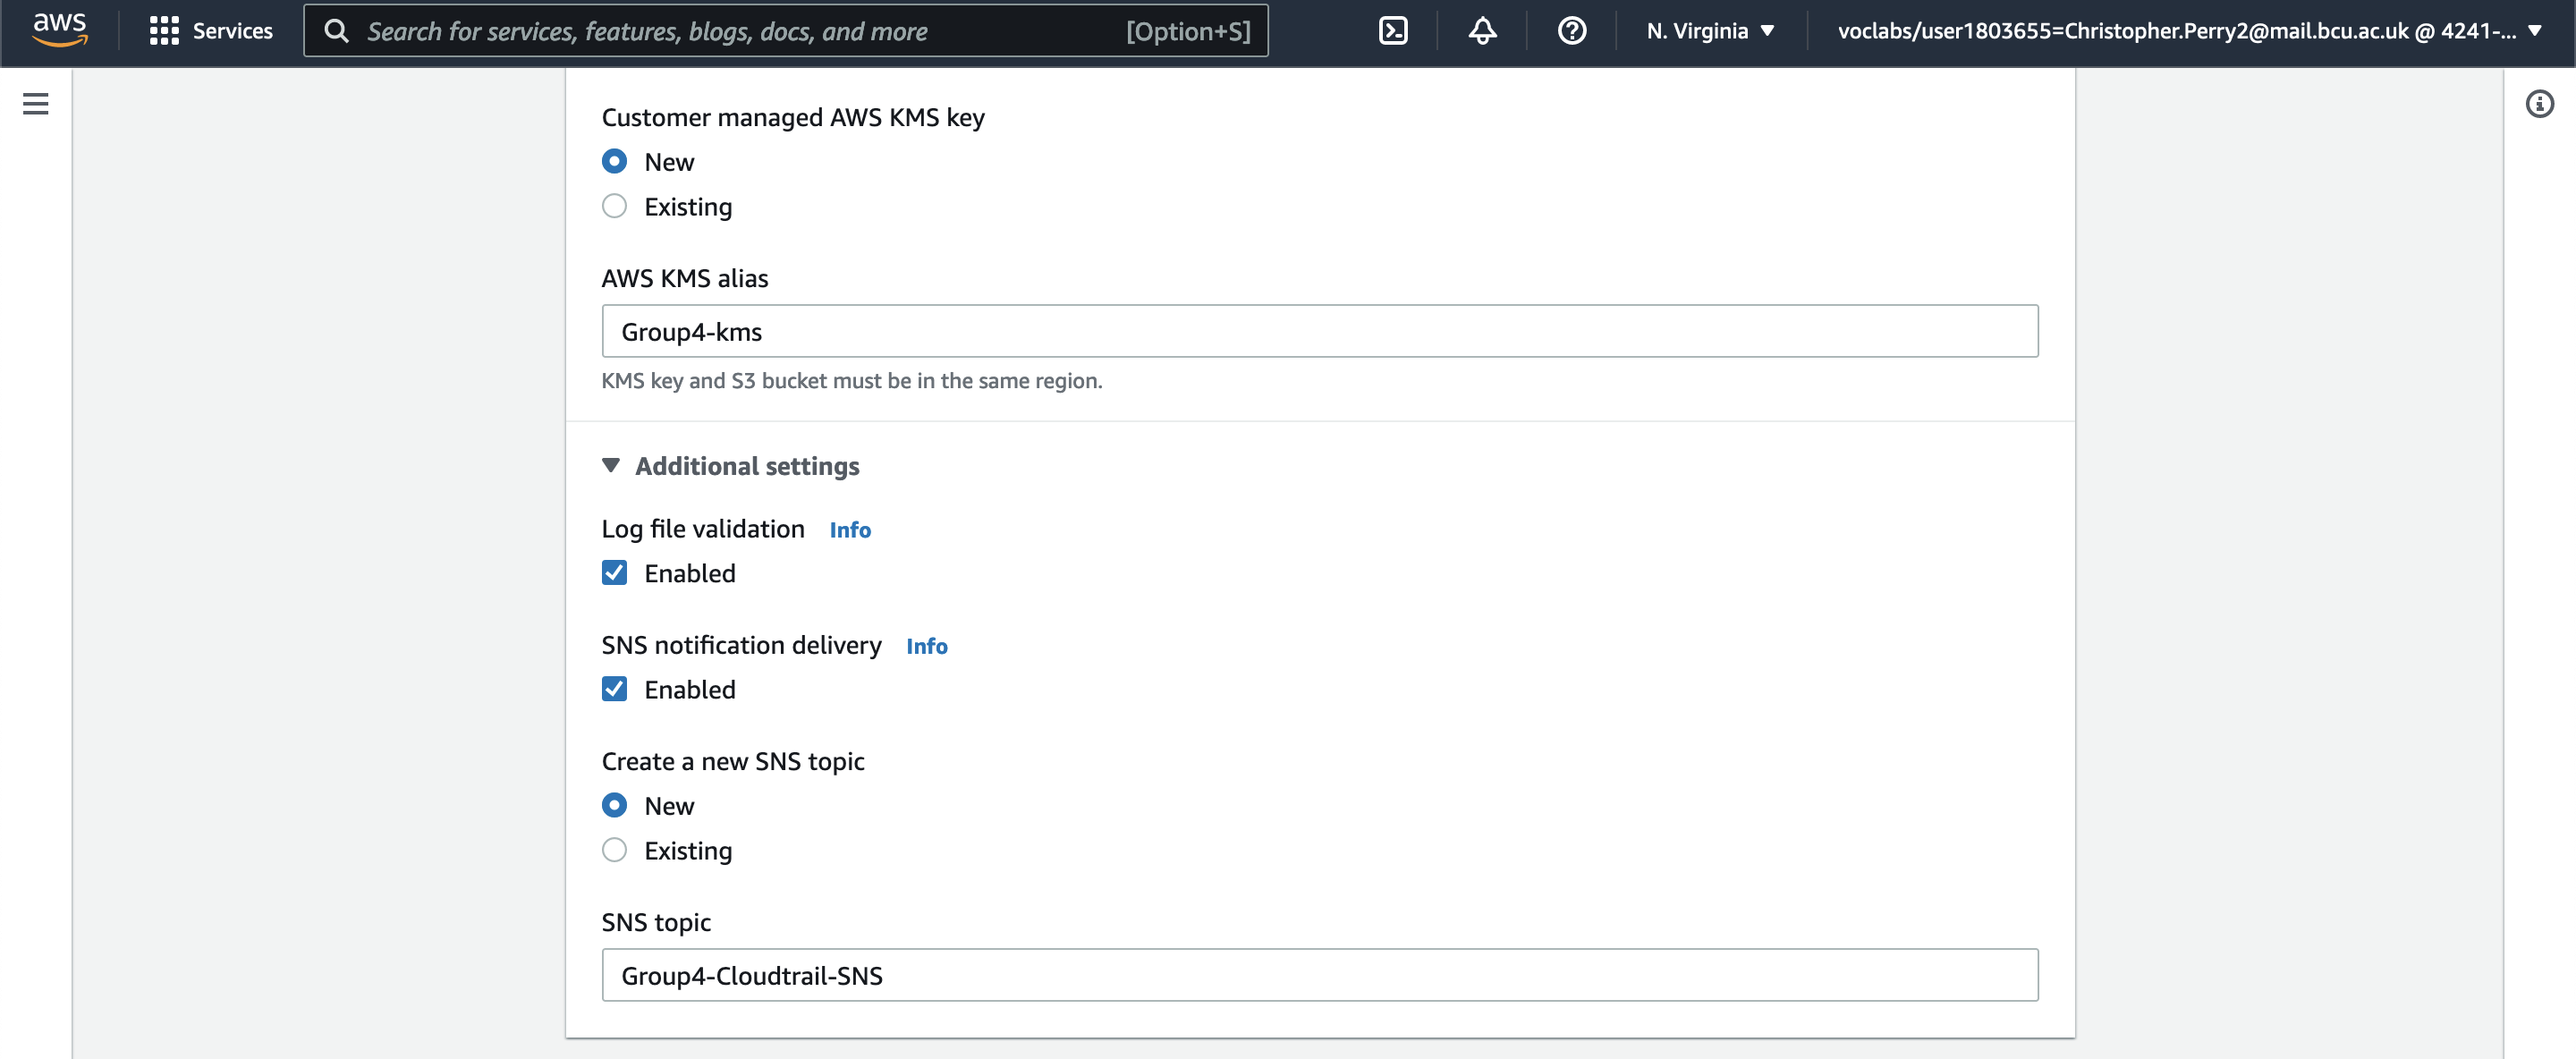 aws
Services
Search for services, features, blogs, docs, and more
[Option+S]
N. Virginia
voclabs/user1803655=Christopher.Perry2@mail.bcu.ac.uk @ 4241-...
Customer managed AWS KMS key
New
Existing
AWS KMS alias
Group4-kms
KMS key and S3 bucket must be in the same region.
Additional settings
Log file validation Info
Enabled
SNS notification delivery Info
Enabled
Create a new SNS topic
New
Existing
SNS topic
Group4-Cloudtrail-SNS